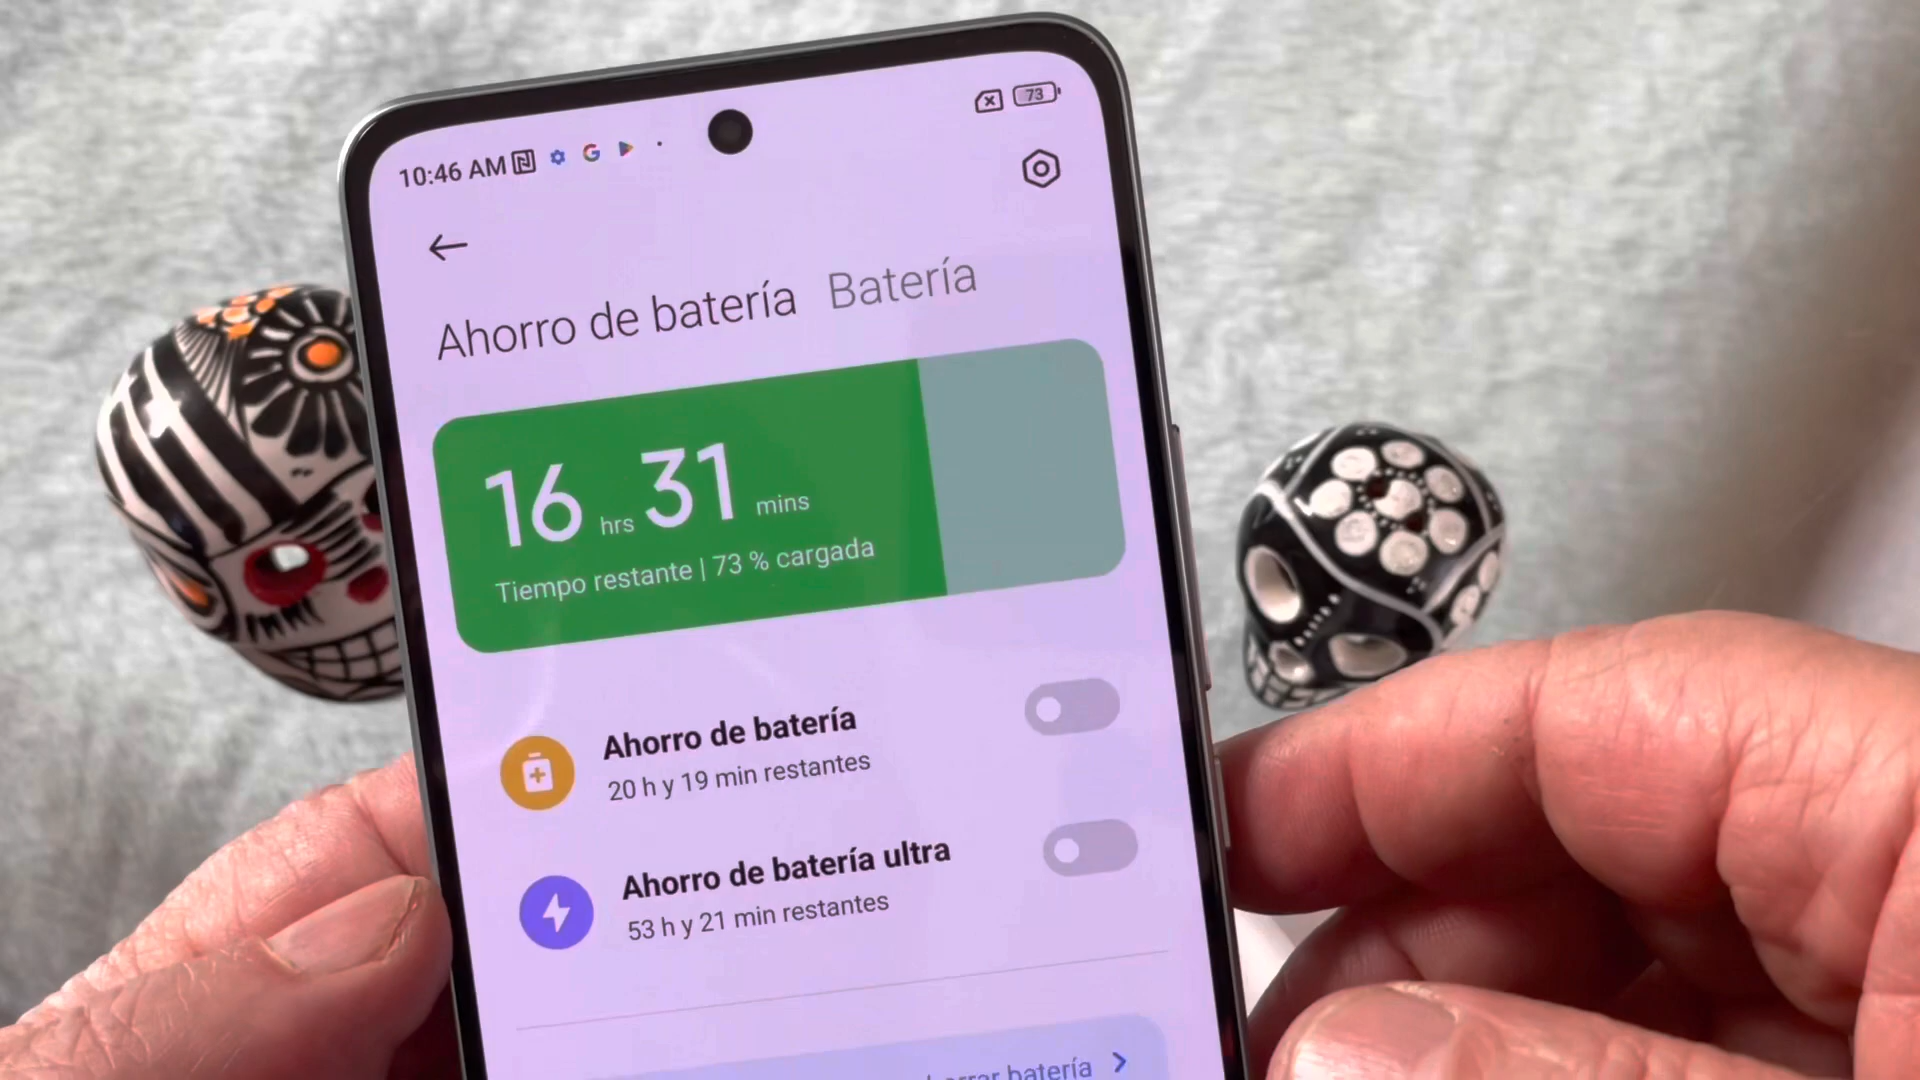 10:46 AM
73
Ahorro de batería Batería
16 hrs 31 mins
Tiempo restante | 73 % cargada
Ahorro de batería
20 h y 19 min restantes
Ahorro de batería ultra
53 h y 21 min restantes
batería